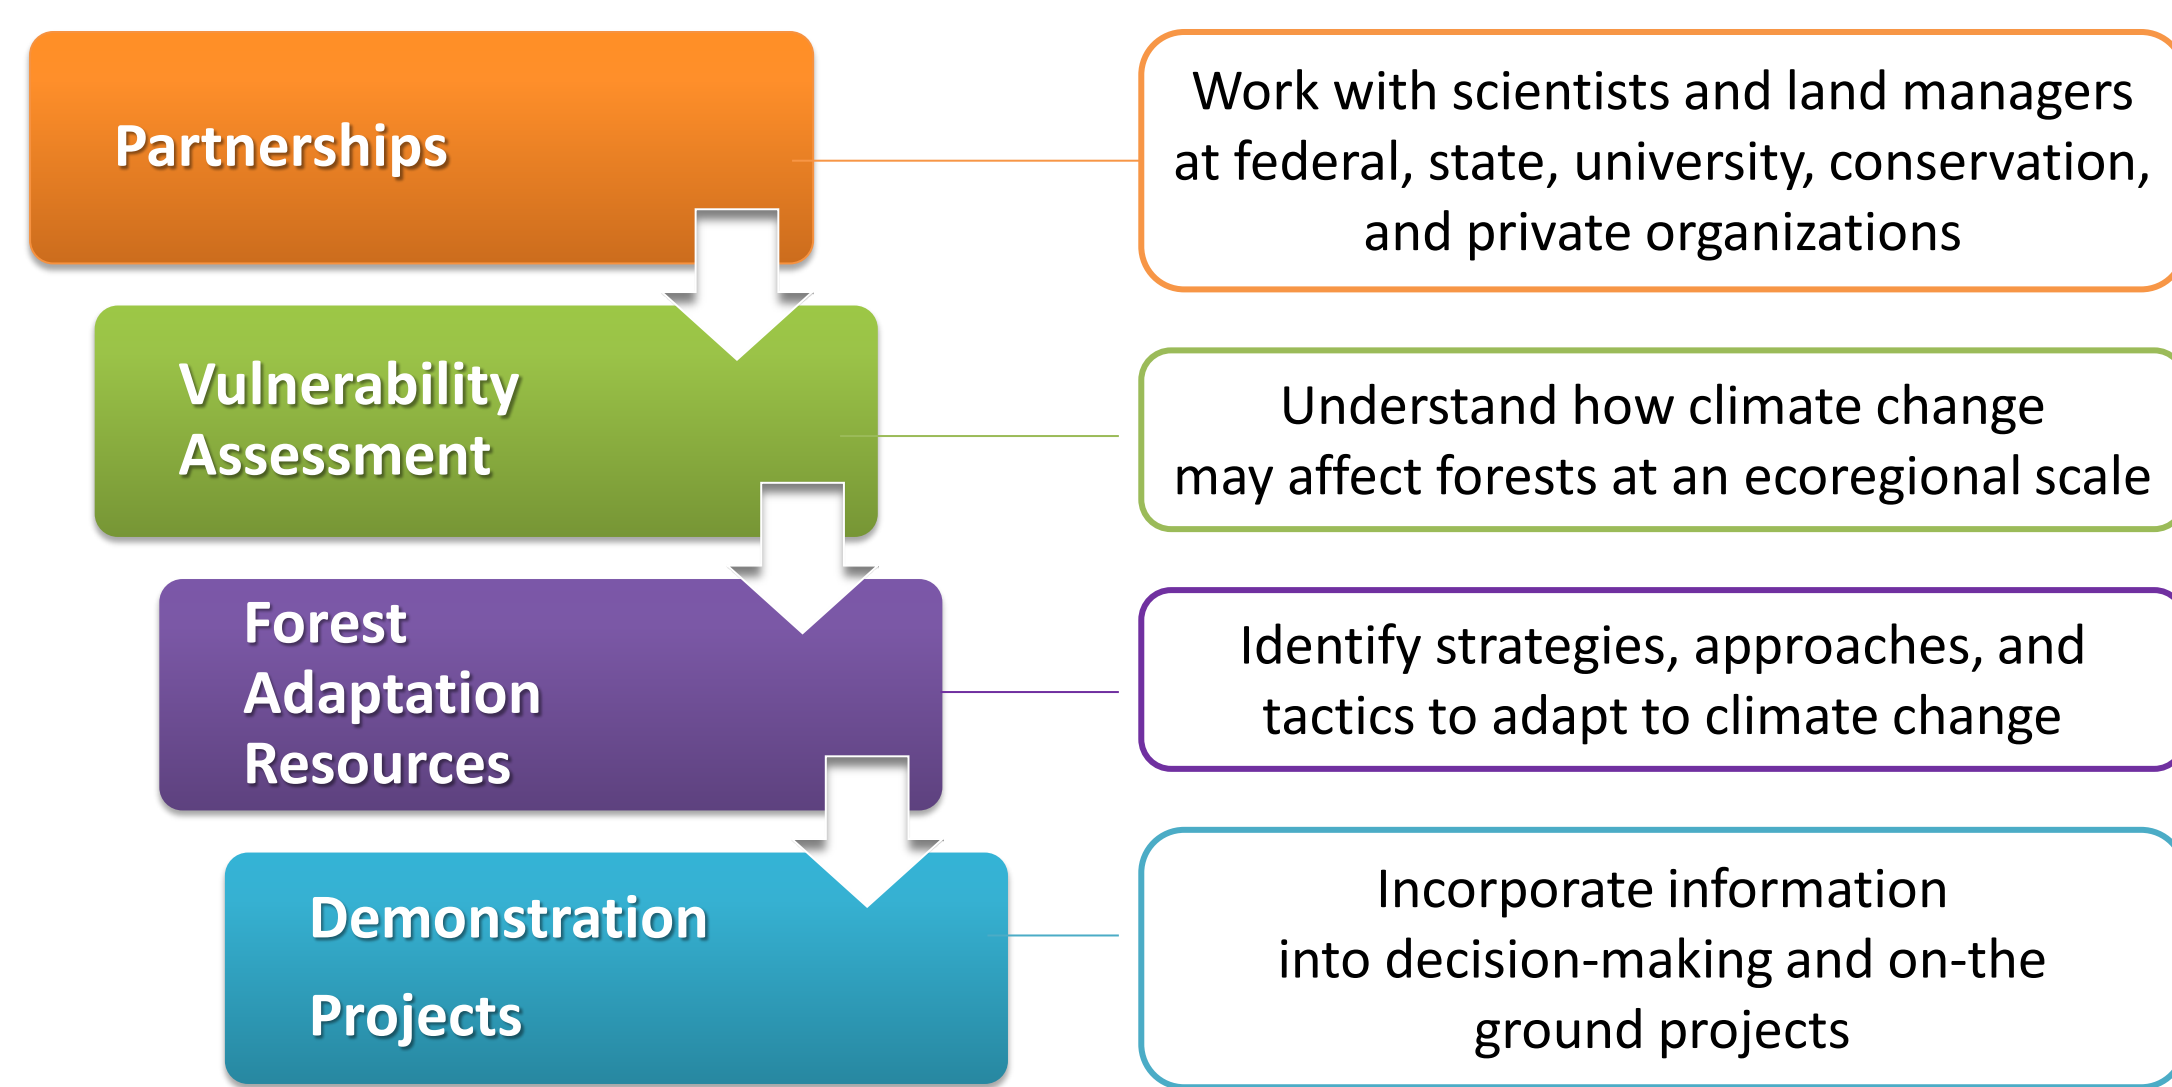 Partnerships
Work with scientists and land managers
at federal, state, university, conservation,
and private organizations
Vulnerability
Assessment
Understand how climate change
may affect forests at an ecoregional scale
Forest
Adaptation
Resources
Identify strategies, approaches, and
tactics to adapt to climate change
Demonstration
Projects
Incorporate information
into decision-making and on-the
ground projects